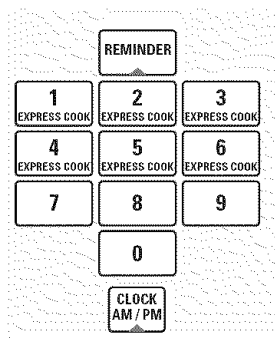 REMINDER
1 2 3
EXPRESS COOK EXPRESS COOK EXPRESS COOK
4 5 6
EXPRESS COOK EXPRESS COOK EXPRESS COOK
7 8 9
0
CLOCK
AM / PM